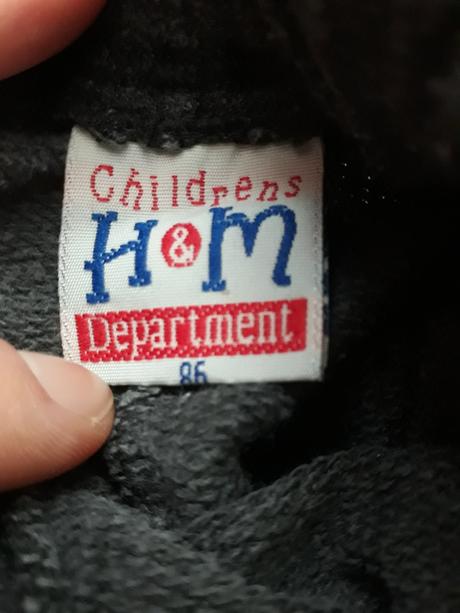 Childrens
H&M
Department
86